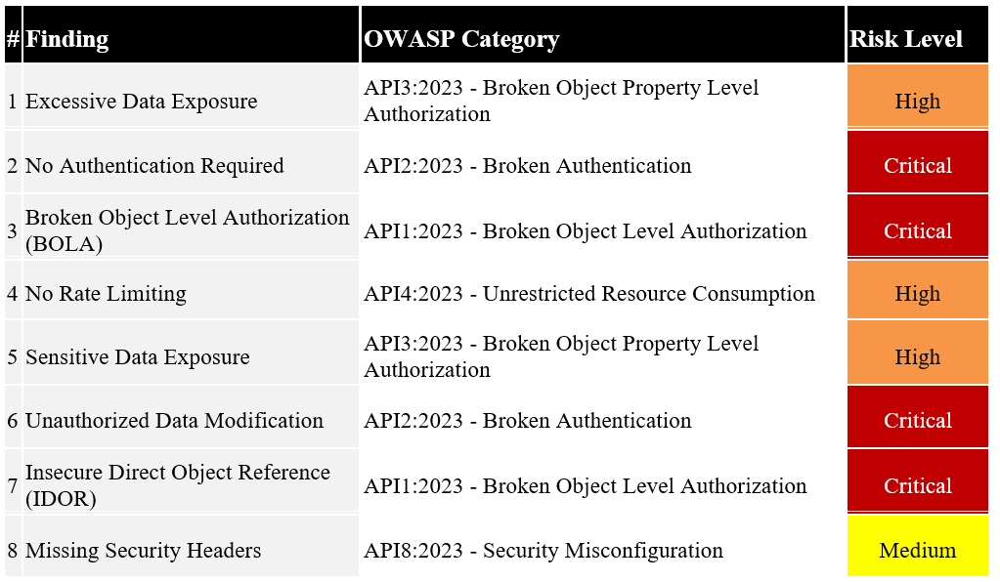 # Finding OWASP Category Risk Level
1 Excessive Data Exposure API3:2023 - Broken Object Property Level
Authorization High
2 No Authentication Required API2:2023 - Broken Authentication Critical
3 Broken Object Level Authorization
(BOLA) API1:2023 - Broken Object Level Authorization Critical
4 No Rate Limiting API4:2023 - Unrestricted Resource Consumption High
5 Sensitive Data Exposure API3:2023 - Broken Object Property Level
Authorization High
6 Unauthorized Data Modification API2:2023 - Broken Authentication Critical
7 Insecure Direct Object Reference
(IDOR) API1:2023 - Broken Object Level Authorization Critical
8 Missing Security Headers API8:2023 - Security Misconfiguration Medium